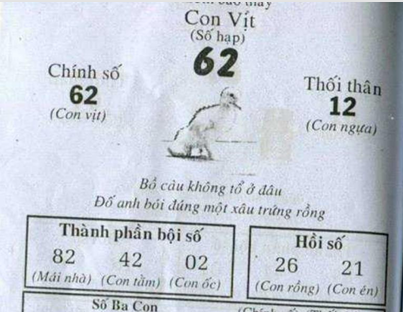 Con Vịt
(Số hạp)
62
Chính số
62
(Con vịt)
Thối thân
12
(Con ngựa)
Bồ câu không tổ ở đâu
Đố anh bói đúng một xâu trứng rồng
Thành phần bội số
82 42 02
(Mái nhà) (Con tằm) (Con ốc)
Hồi số
26 21
(Con rồng) (Con én)
Số Ba Con